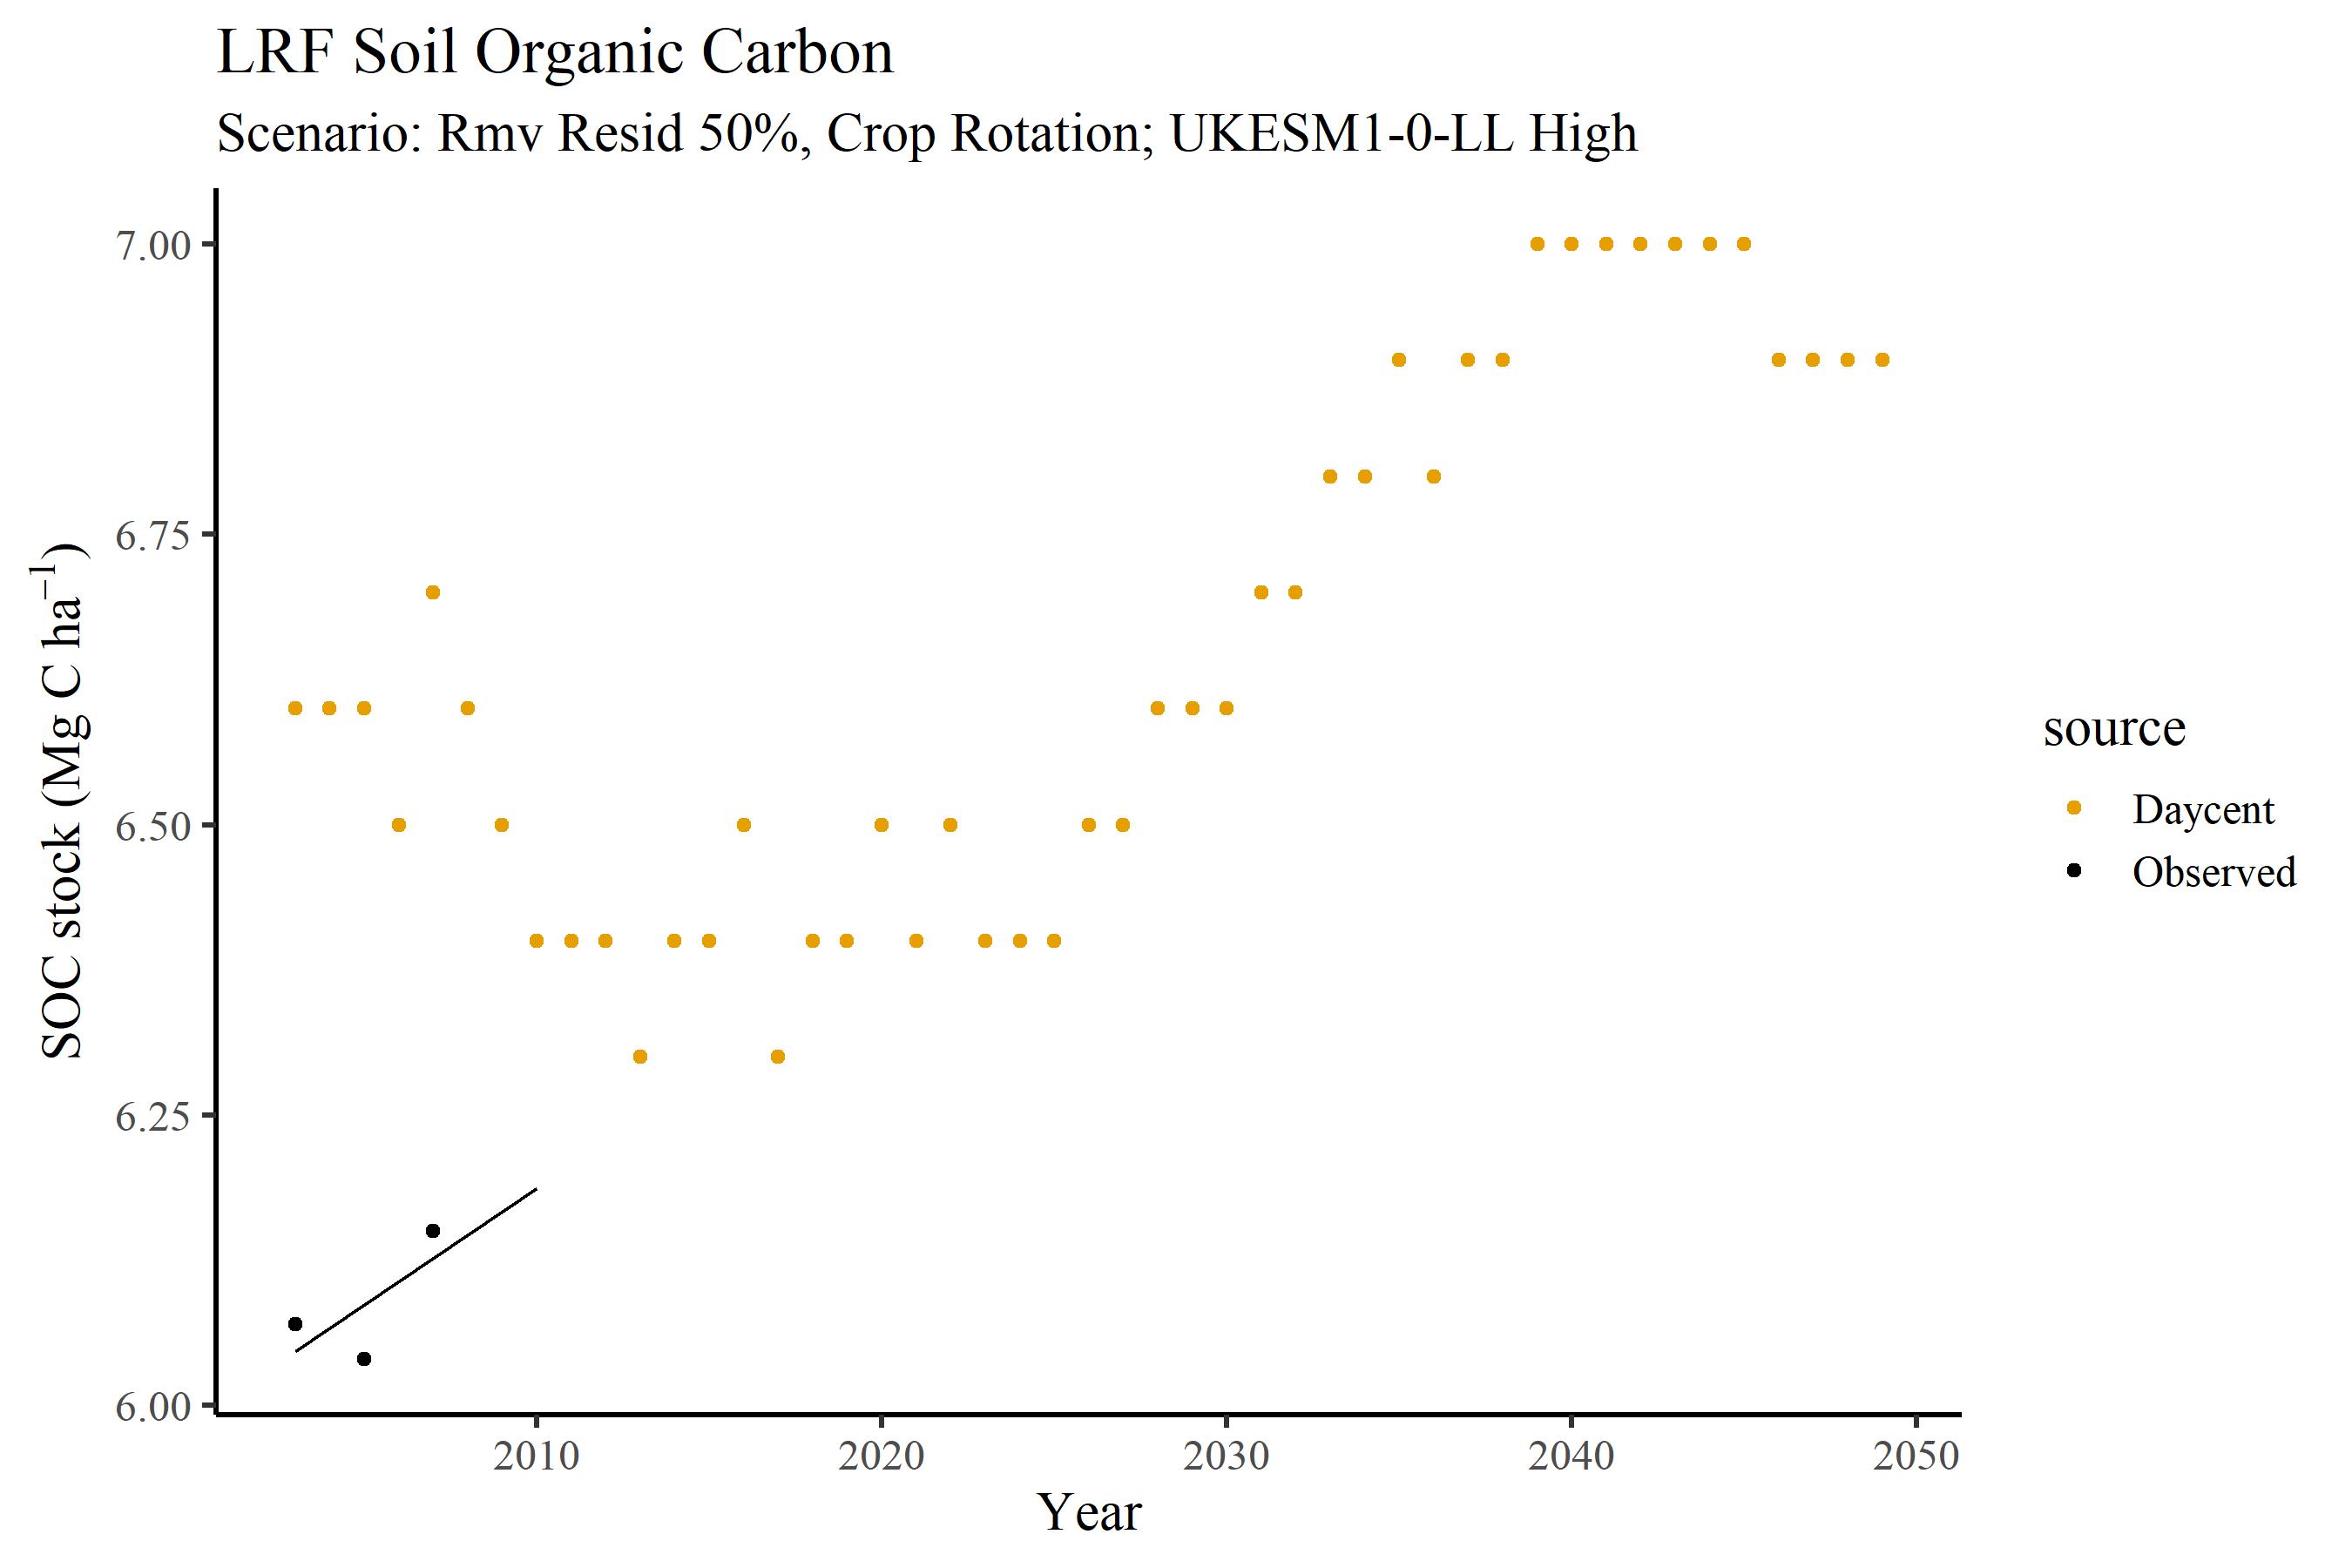 LRF Soil Organic Carbon
Scenario: Rmv Resid 50%, Crop Rotation; UKESM1-0-LL High
SOC stock (Mg C ha⁻¹)
7.00
6.75
6.50
6.25
6.00
2010
2020
2030
2040
2050
Year
source
Daycent
Observed